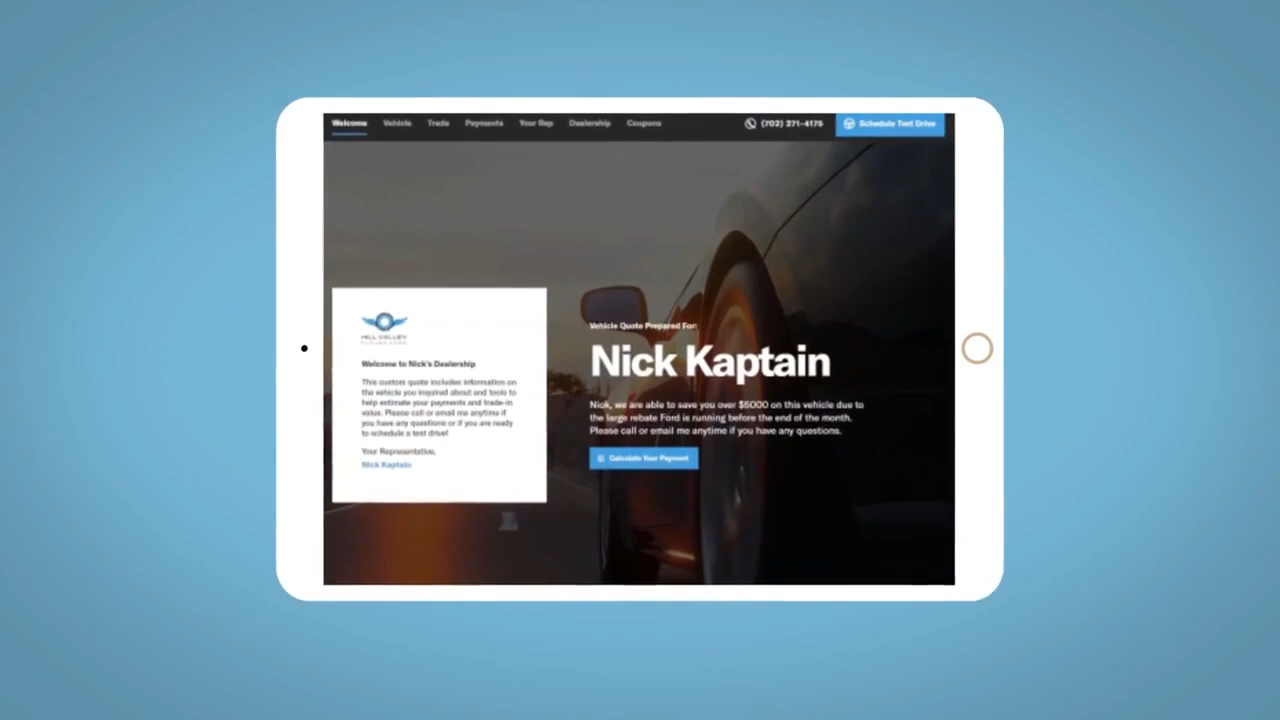 Welcome Vehicle Trade Payments Your Rep Dealership Coupons (702) 271-4175 Schedule Test Drive
HILL VALLEY
Welcome to Nick's Dealership
This custom quote includes information on
the vehicle you inquired about and tools to
help estimate your payments and trade-in
value. Please call or email me anytime if
you have any questions or if you are ready
to schedule a test drive!
Your Representative,
Nick Kaptain
Vehicle Quote Prepared For:
Nick Kaptain
Nick, we are able to save you over $5000 on this vehicle due to
the large rebate Ford is running before the end of the month.
Please call or email me anytime if you have any questions.
Calculate Your Payment